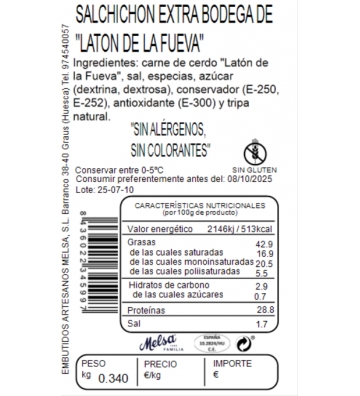 SALCHICHON EXTRA BODEGA DE
"LATON DE LA FUEVA"
Ingredientes: carne de cerdo "Latón de
la Fueva", sal, especias, azúcar
(dextrina, dextrosa), conservador (E-250,
E-252), antioxidante (E-300) y tripa
natural.
"SIN ALÉRGENOS,
SIN COLORANTES"
SIN GLUTEN
Conservar entre 0-5ºC
Consumir preferentemente antes del: 08/10/2025
Lote: 25-07-10
CARACTERÍSTICAS NUTRICIONALES
(por100g de producto)
Valor energético 2146kj / 513kcal
Grasas 42.9
de las cuales saturadas 16.9
de las cuales monoinsaturadas 20.5
de las cuales poliisaturadas 5.5
Hidratos de carbono 2.9
de las cuales azúcares 0.7
Proteínas 28.8
Sal 1.7
8436022345997
Melsa
FAMILIA
ESPAÑA
10.2624/HU
C.E.
PESO
kg 0.340
PRECIO
€/kg
IMPORTE
€
EMBUTIDOS ARTESANOS MELSA, S.L. Barranco 38-40 Graus (Huesca) Tel. 974540057